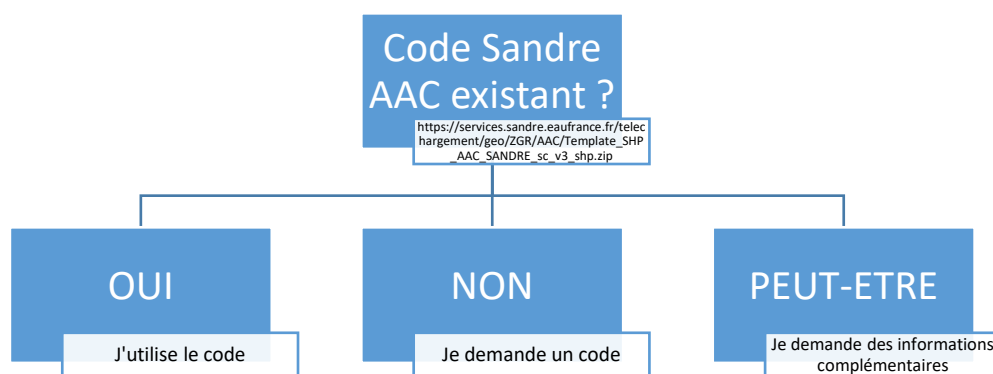 Code Sandre
AAC existant ?
https://services.sandre.eaufrance.fr/telec
hargement/geo/ZGR/AAC/Template_SHP
_AAC_SANDRE_sc_v3_shp.zip
OUI
J'utilise le code
NON
Je demande un code
PEUT-ETRE
Je demande des informations
complémentaires